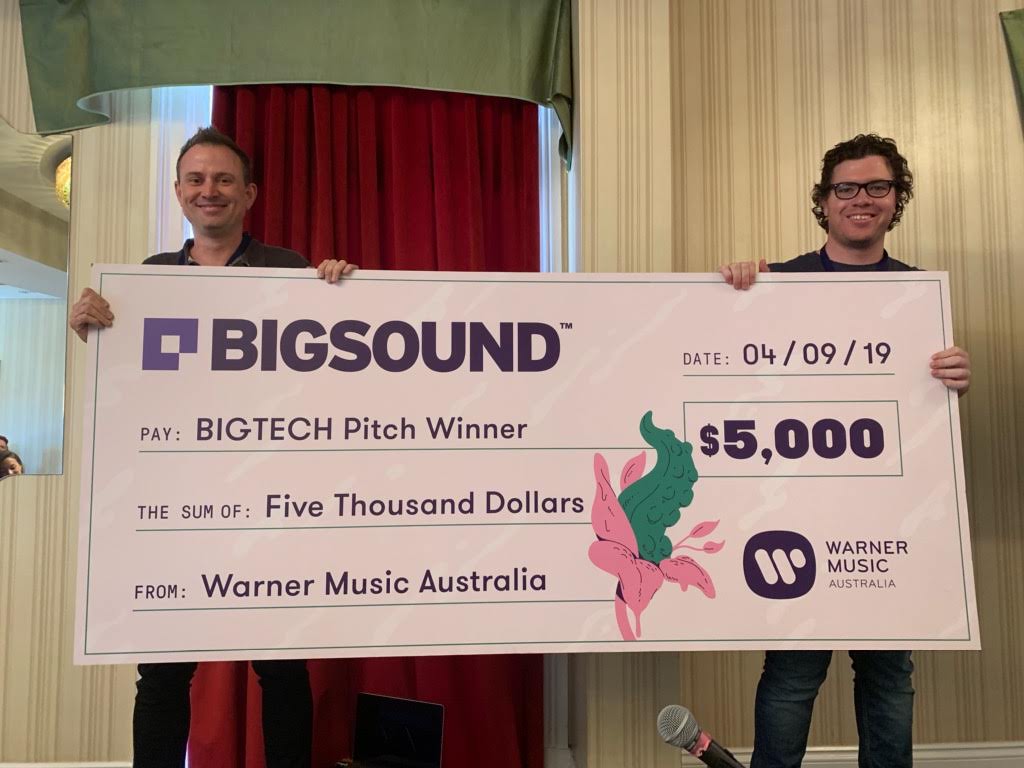 BIGSOUND™
DATE: 04/09/19
PAY: BIGTECH Pitch Winner
$5,000
THE SUM OF: Five Thousand Dollars
FROM: Warner Music Australia
WARNER
MUSIC
AUSTRALIA